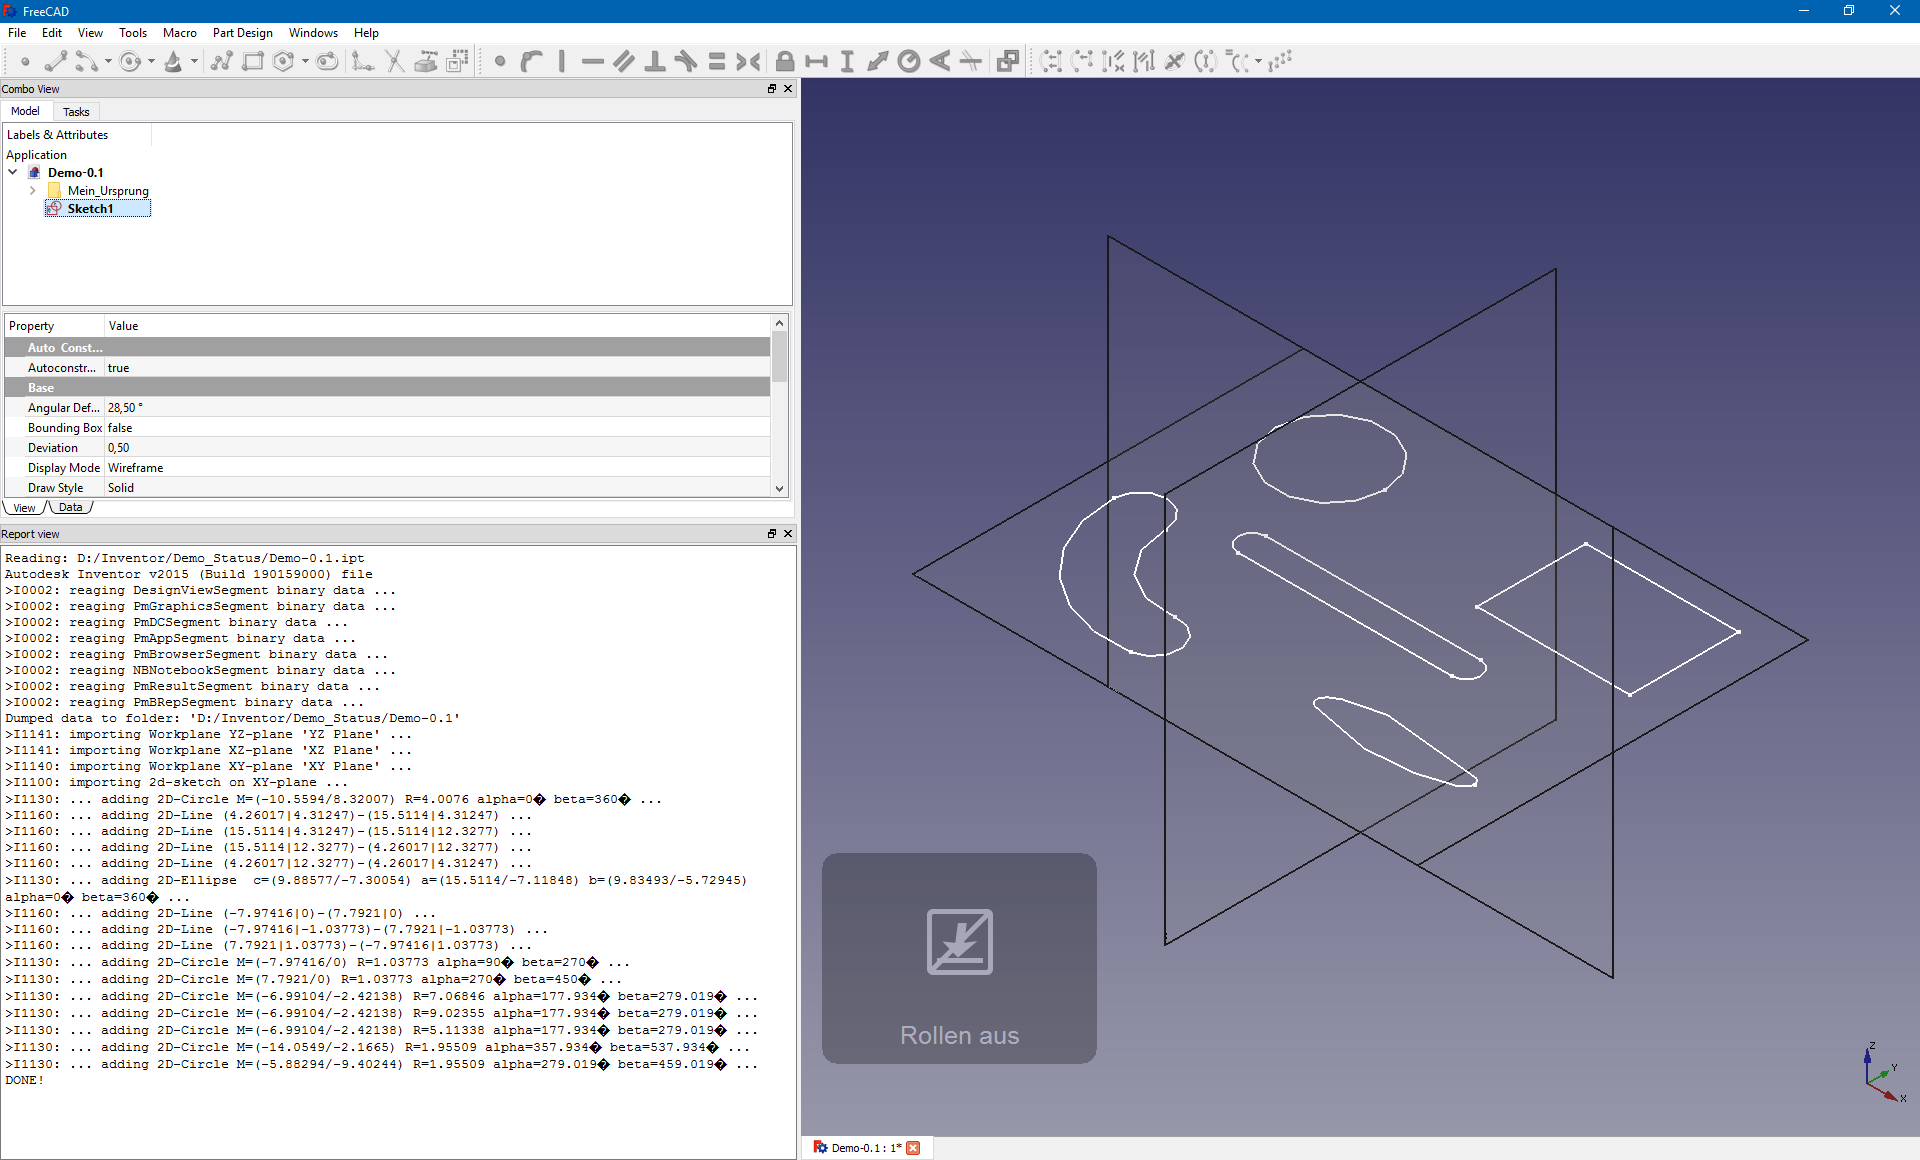 FreeCAD
File Edit View Tools Macro Part Design Windows Help
Combo View
Model Tasks
Labels & Attributes
Application
Demo-0.1
Mein_Ursprung
Sketch1
Property Value
Auto Const...
Autoconstr... true
Base
Angular Def... 28,50 °
Bounding Box false
Deviation 0,50
Display Mode Wireframe
Draw Style Solid
View Data
Report view
Reading: D:/Inventor/Demo_Status/Demo-0.1.ipt
Autodesk Inventor v2015 (Build 190159000) file
>I0002: reaging DesignViewSegment binary data ...
>I0002: reaging PmGraphicsSegment binary data ...
>I0002: reaging PmDCSegment binary data ...
>I0002: reaging PmAppSegment binary data ...
>I0002: reaging PmBrowserSegment binary data ...
>I0002: reaging NBNotebookSegment binary data ...
>I0002: reaging PmResultSegment binary data ...
>I0002: reaging PmBRepSegment binary data ...
Dumped data to folder: 'D:/Inventor/Demo_Status/Demo-0.1'
>I1141: importing Workplane YZ-plane 'YZ Plane' ...
>I1141: importing Workplane XZ-plane 'XZ Plane' ...
>I1140: importing Workplane XY-plane 'XY Plane' ...
>I1100: importing 2d-sketch on XY-plane ...
>I1130: ... adding 2D-Circle M=(-10.5594/8.32007) R=4.0076 alpha=0� beta=360� ...
>I1160: ... adding 2D-Line (4.26017|4.31247)-(15.5114|4.31247) ...
>I1160: ... adding 2D-Line (15.5114|4.31247)-(15.5114|12.3277) ...
>I1160: ... adding 2D-Line (15.5114|12.3277)-(4.26017|12.3277) ...
>I1160: ... adding 2D-Line (4.26017|12.3277)-(4.26017|4.31247) ...
>I1130: ... adding 2D-Ellipse  c=(9.88577/-7.30054) a=(15.5114/-7.11848) b=(9.83493/-5.72945)
alpha=0� beta=360� ...
>I1160: ... adding 2D-Line (-7.97416|0)-(7.7921|0) ...
>I1160: ... adding 2D-Line (-7.97416|-1.03773)-(7.7921|-1.03773) ...
>I1160: ... adding 2D-Line (7.7921|1.03773)-(-7.97416|1.03773) ...
>I1130: ... adding 2D-Circle M=(-7.97416/0) R=1.03773 alpha=90� beta=270� ...
>I1130: ... adding 2D-Circle M=(7.7921/0) R=1.03773 alpha=270� beta=450� ...
>I1130: ... adding 2D-Circle M=(-6.99104/-2.42138) R=7.06846 alpha=177.934� beta=279.019� ...
>I1130: ... adding 2D-Circle M=(-6.99104/-2.42138) R=9.02355 alpha=177.934� beta=279.019� ...
>I1130: ... adding 2D-Circle M=(-6.99104/-2.42138) R=5.11338 alpha=177.934� beta=279.019� ...
>I1130: ... adding 2D-Circle M=(-14.0549/-2.1665) R=1.95509 alpha=357.934� beta=537.934� ...
>I1130: ... adding 2D-Circle M=(-5.88294/-9.40244) R=1.95509 alpha=279.019� beta=459.019� ...
DONE!
Rollen aus
Z
Y
X
Demo-0.1 : 1*